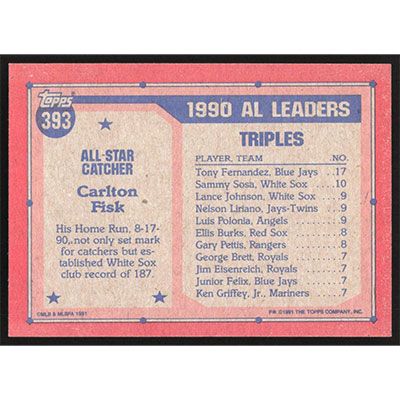 Topps
393
ALL-STAR
CATCHER
Carlton
Fisk
His Home Run, 8-17-
90, not only set mark
for catchers but es-
tablished White Sox
club record of 187.
©MLB & MLBPA 1991
1990 AL LEADERS
TRIPLES
PLAYER, TEAM NO.
Tony Fernandez, Blue Jays ..17
Sammy Sosa, White Sox ....10
Lance Johnson, White Sox ...9
Nelson Liriano, Jays-Twins ...9
Luis Polonia, Angels ........9
Ellis Burks, Red Sox ........8
Gary Pettis, Rangers ........8
George Brett, Royals ........7
Jim Eisenreich, Royals .......7
Junior Felix, Blue Jays .......7
Ken Griffey, Jr., Mariners ....7
©1991 THE TOPPS COMPANY, INC.